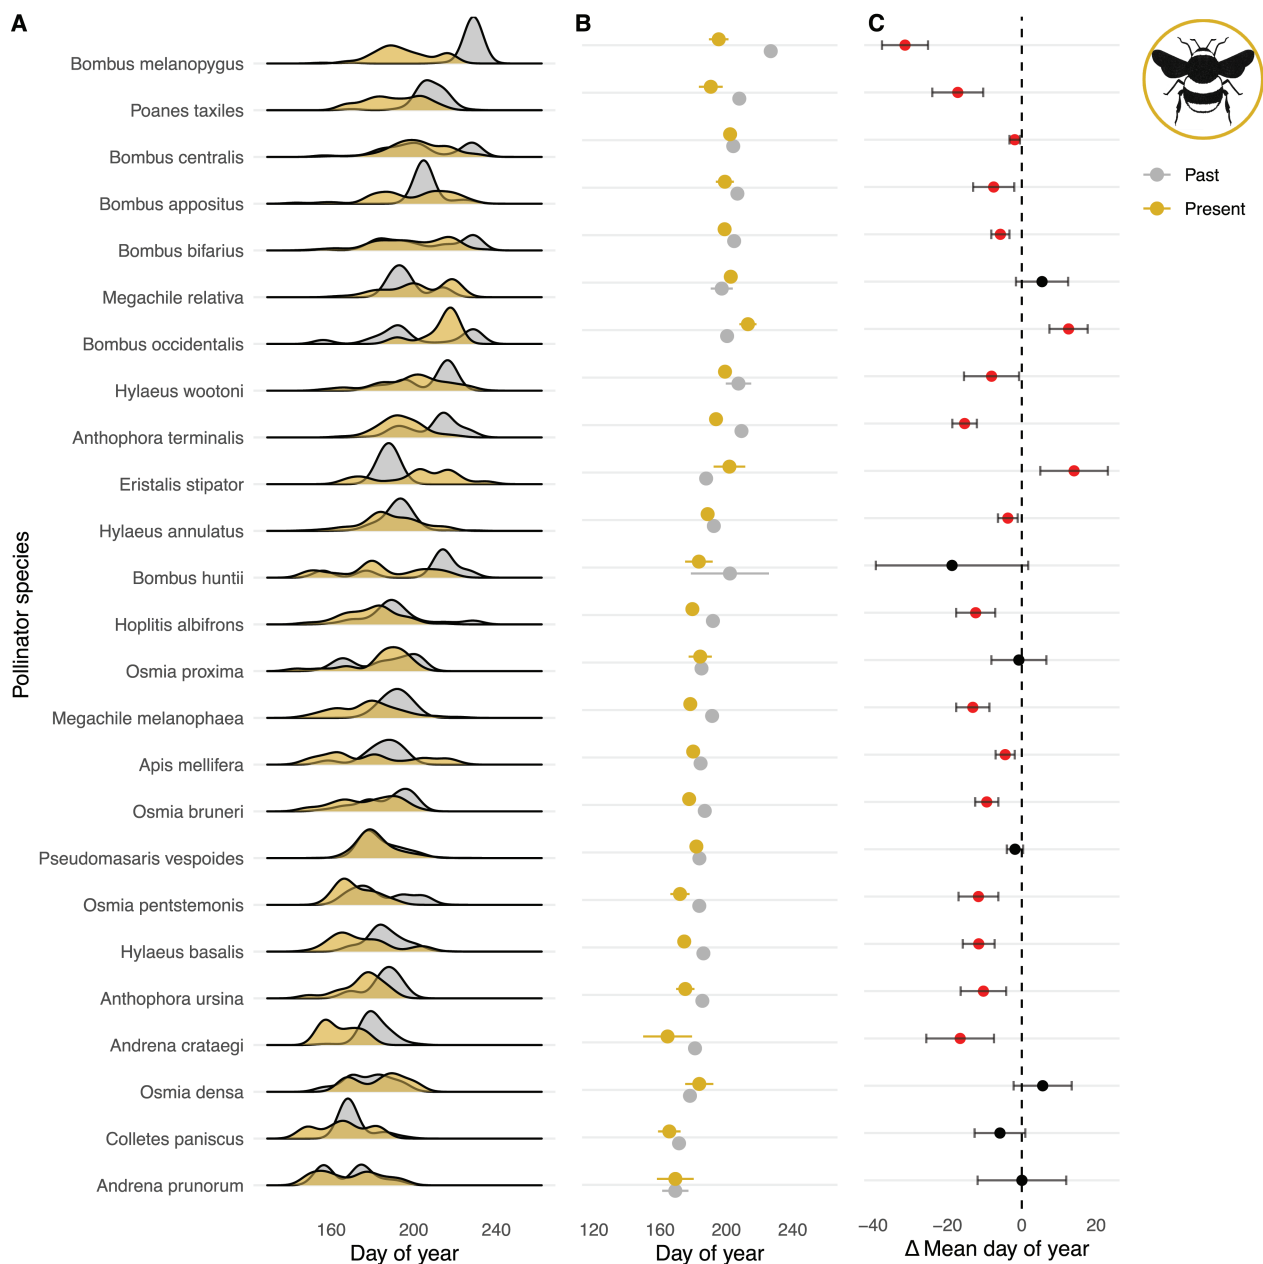 A
B
C
Bombus melanopygus
Poanes taxiles
Bombus centralis
Bombus appositus
Bombus bifarius
Megachile relativa
Bombus occidentalis
Hylaeus wootoni
Anthophora terminalis
Eristalis stipator
Hylaeus annulatus
Bombus huntii
Hoplitis albifrons
Osmia proxima
Megachile melanophaea
Apis mellifera
Osmia bruneri
Pseudomasaris vespoides
Osmia pentstemonis
Hylaeus basalis
Anthophora ursina
Andrena crataegi
Osmia densa
Colletes paniscus
Andrena prunorum
Pollinator species
160 200 240
Day of year
120 160 200 240
Day of year
−40 −20 0 20
Δ Mean day of year
Past
Present